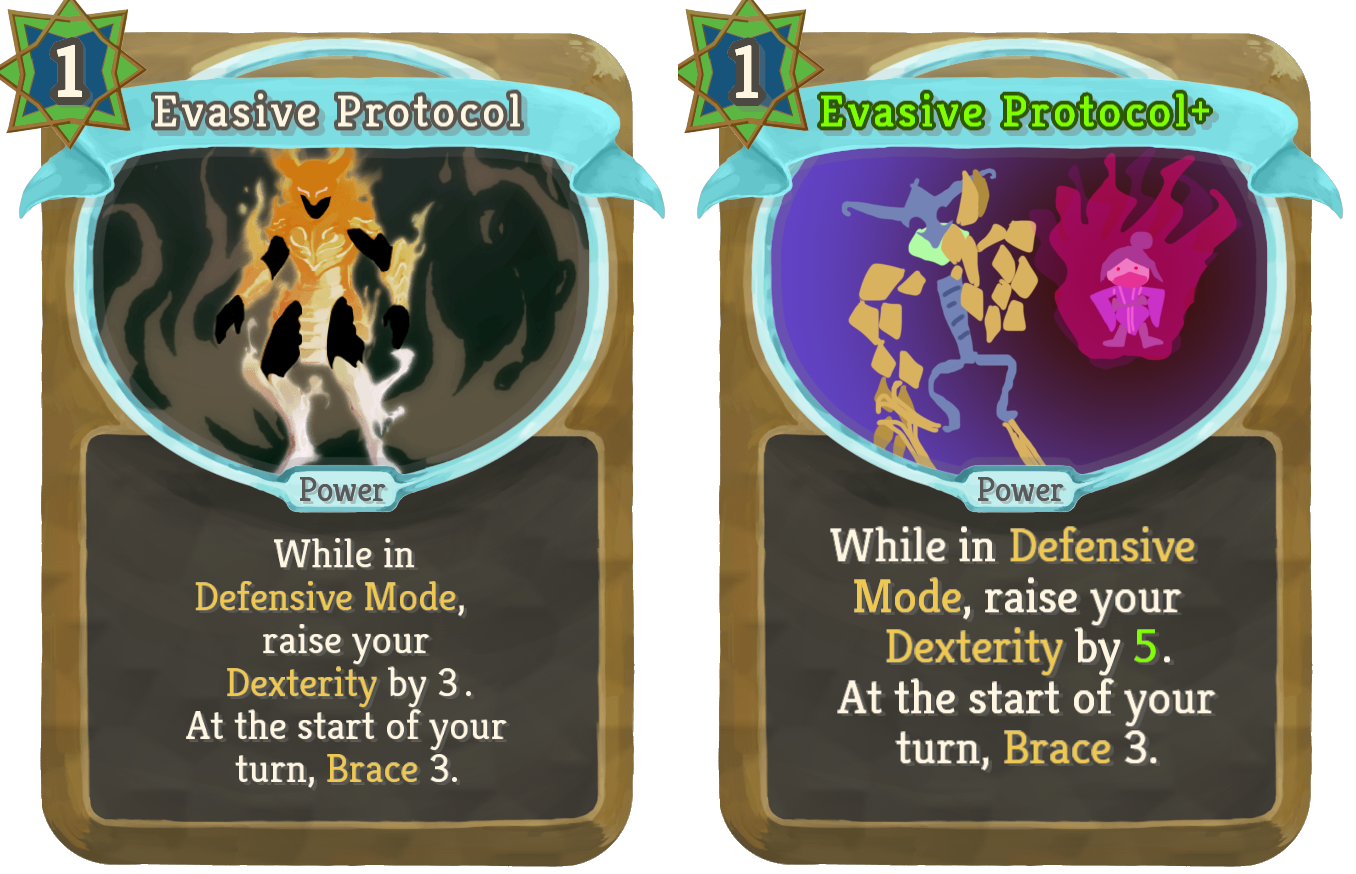 1
Evasive Protocol
Power
While in
Defensive Mode,
raise your
Dexterity by 3.
At the start of your
turn, Brace 3.
1
Evasive Protocol+
Power
While in Defensive
Mode, raise your
Dexterity by 5.
At the start of your
turn, Brace 3.